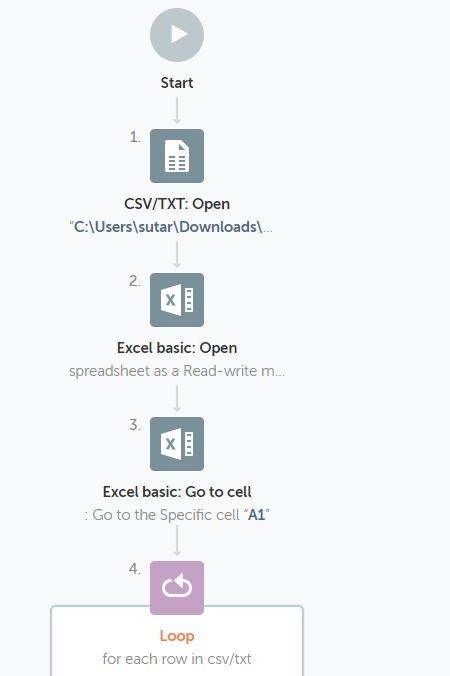 Start
1.
CSV/TXT: Open
“C:\Users\sutar\Downloads\...
2.
Excel basic: Open
spreadsheet as a Read-write m...
3.
Excel basic: Go to cell
: Go to the Specific cell “A1”
4.
Loop
for each row in csv/txt